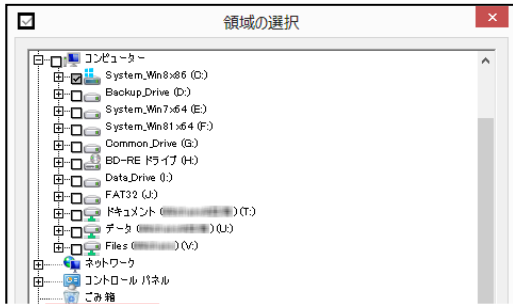 領域の選択
コンピューター
System_Win8x86 (C:)
Backup_Drive (D:)
System_Win7x64 (E:)
System_Win81x64 (F:)
Common_Drive (G:)
BD-RE ドライブ (H:)
Data_Drive (I:)
FAT32 (J:)
ドキュメント ( ) (T:)
データ ( ) (U:)
Files ( ) (V:)
ネットワーク
コントロール パネル
ごみ箱